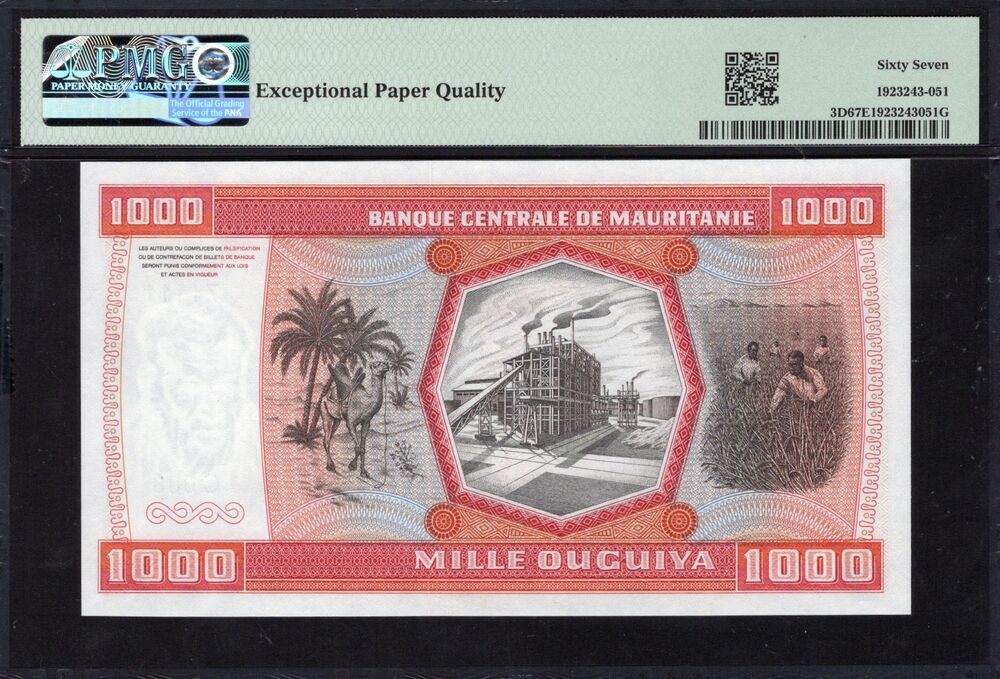 PMG
PAPER MONEY GUARANTY
The Official Grading
Service of the ANA
Exceptional Paper Quality
Sixty Seven
1923243-051
3D67E1923243051G
1000
BANQUE CENTRALE DE MAURITANIE
1000
LES AUTEURS OU COMPLICES DE FALSIFICATION
OU DE CONTREFACON DE BILLETS DE BANQUE
SERONT PUNIS CONFORMEMENT AUX LOIS
ET ACTES EN VIGUEUR
1000
MILLE OUGUIYA
1000